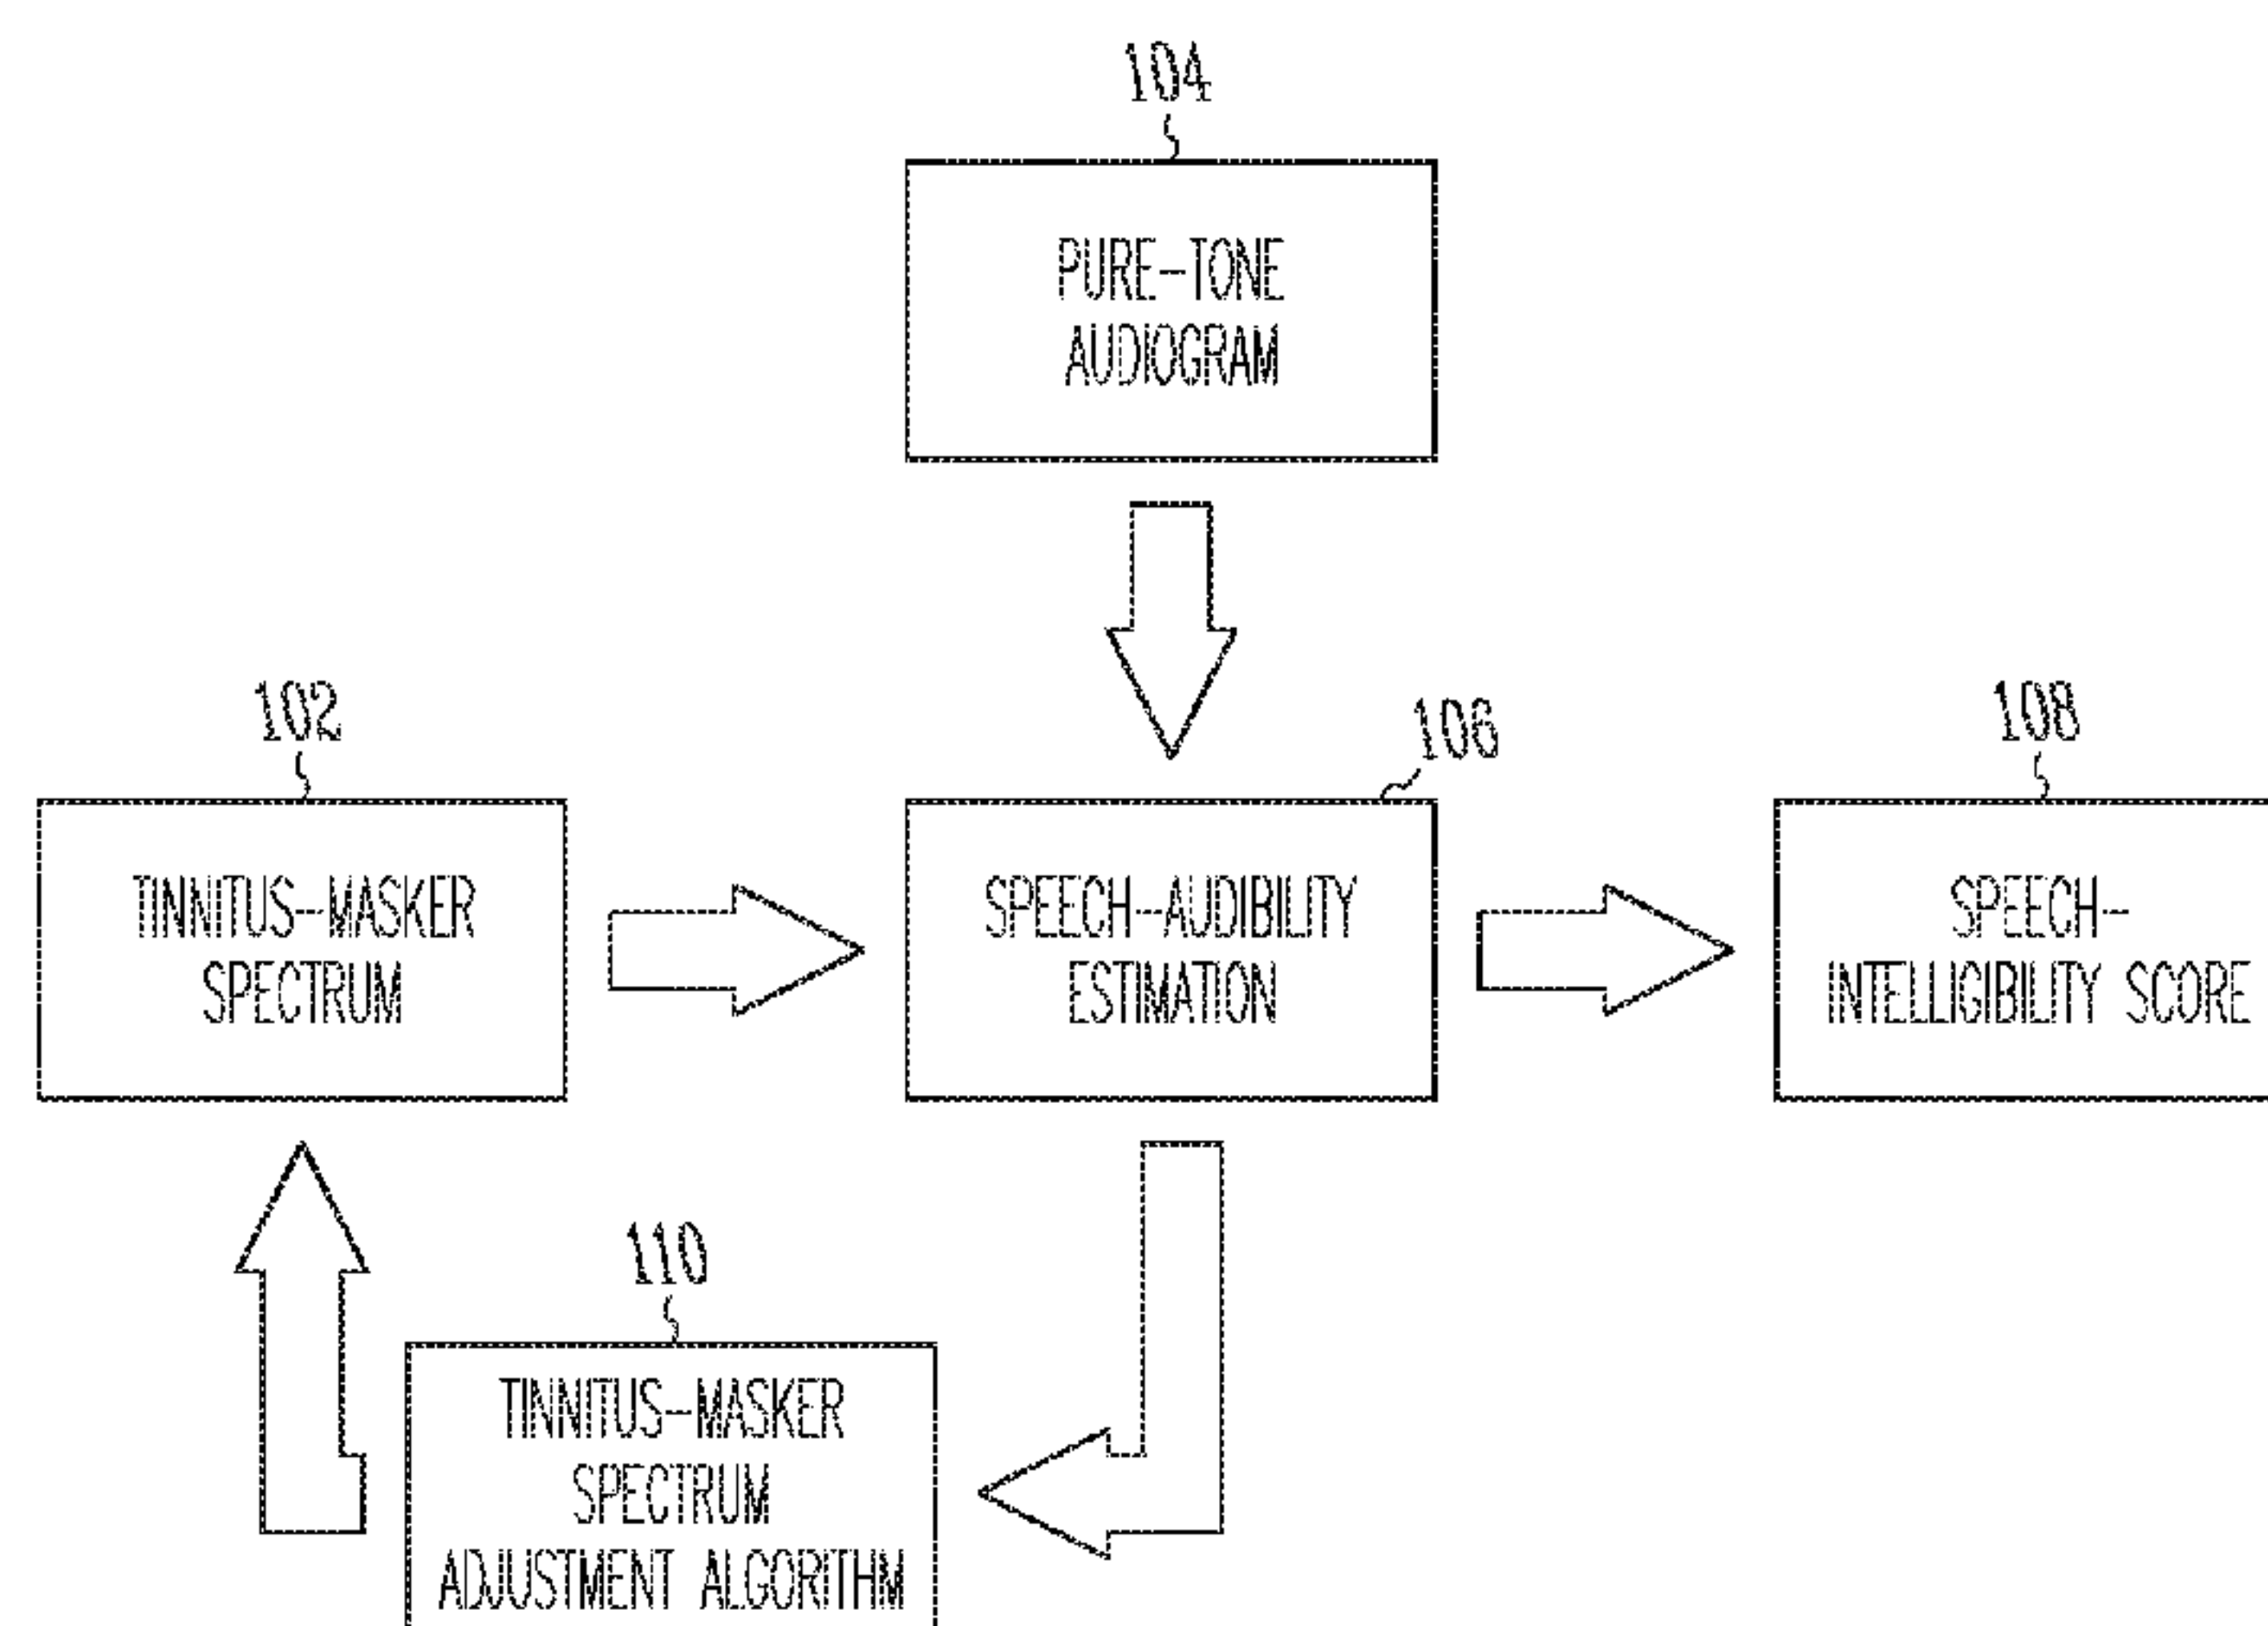 104
PURE-TONE
AUDIOGRAM
102
TINNITUS-MASKER
SPECTRUM
106
SPEECH-AUDIBILITY
ESTIMATION
108
SPEECH-
INTELLIGIBILITY SCORE
110
TINNITUS-MASKER
SPECTRUM
ADJUSTMENT ALGORITHM